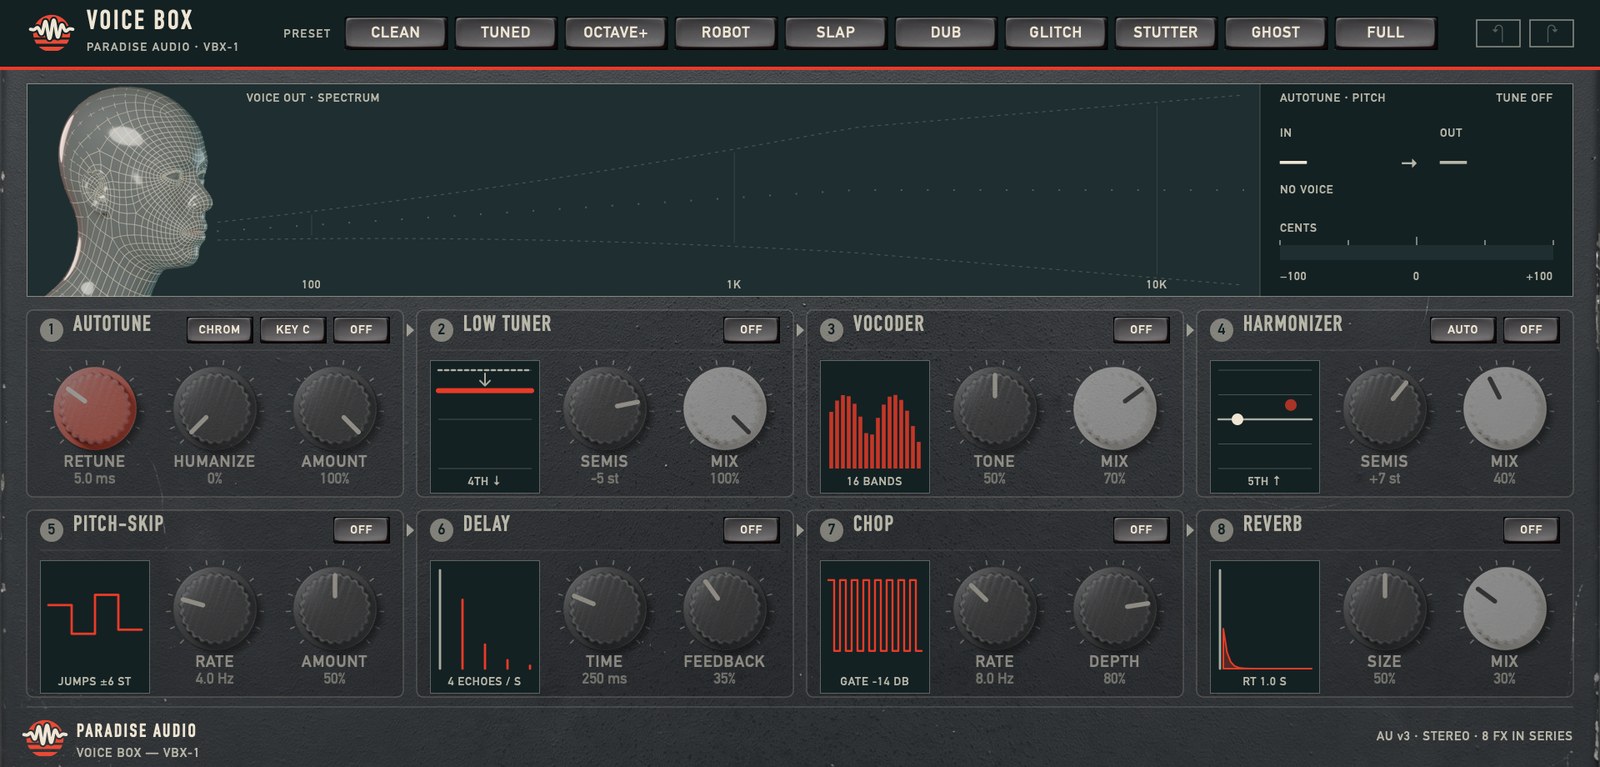 VOICE BOX
PARADISE AUDIO · VBX-1
PRESET
CLEAN
TUNED
OCTAVE+
ROBOT
SLAP
DUB
GLITCH
STUTTER
GHOST
FULL
VOICE OUT · SPECTRUM
100
1K
10K
AUTOTUNE · PITCH
TUNE OFF
IN
OUT
—
→
—
NO VOICE
CENTS
−100
0
+100
1 AUTOTUNE
CHROM
KEY C
OFF
RETUNE
5.0 ms
HUMANIZE
0%
AMOUNT
100%
2 LOW TUNER
OFF
4TH ↓
SEMIS
-5 st
MIX
100%
3 VOCODER
OFF
16 BANDS
TONE
50%
MIX
70%
4 HARMONIZER
AUTO
OFF
5TH ↑
SEMIS
+7 st
MIX
40%
5 PITCH-SKIP
OFF
JUMPS ±6 ST
RATE
4.0 Hz
AMOUNT
50%
6 DELAY
OFF
4 ECHOES / S
TIME
250 ms
FEEDBACK
35%
7 CHOP
OFF
GATE -14 DB
RATE
8.0 Hz
DEPTH
80%
8 REVERB
OFF
RT 1.0 S
SIZE
50%
MIX
30%
PARADISE AUDIO
VOICE BOX — VBX-1
AU v3 · STEREO · 8 FX IN SERIES